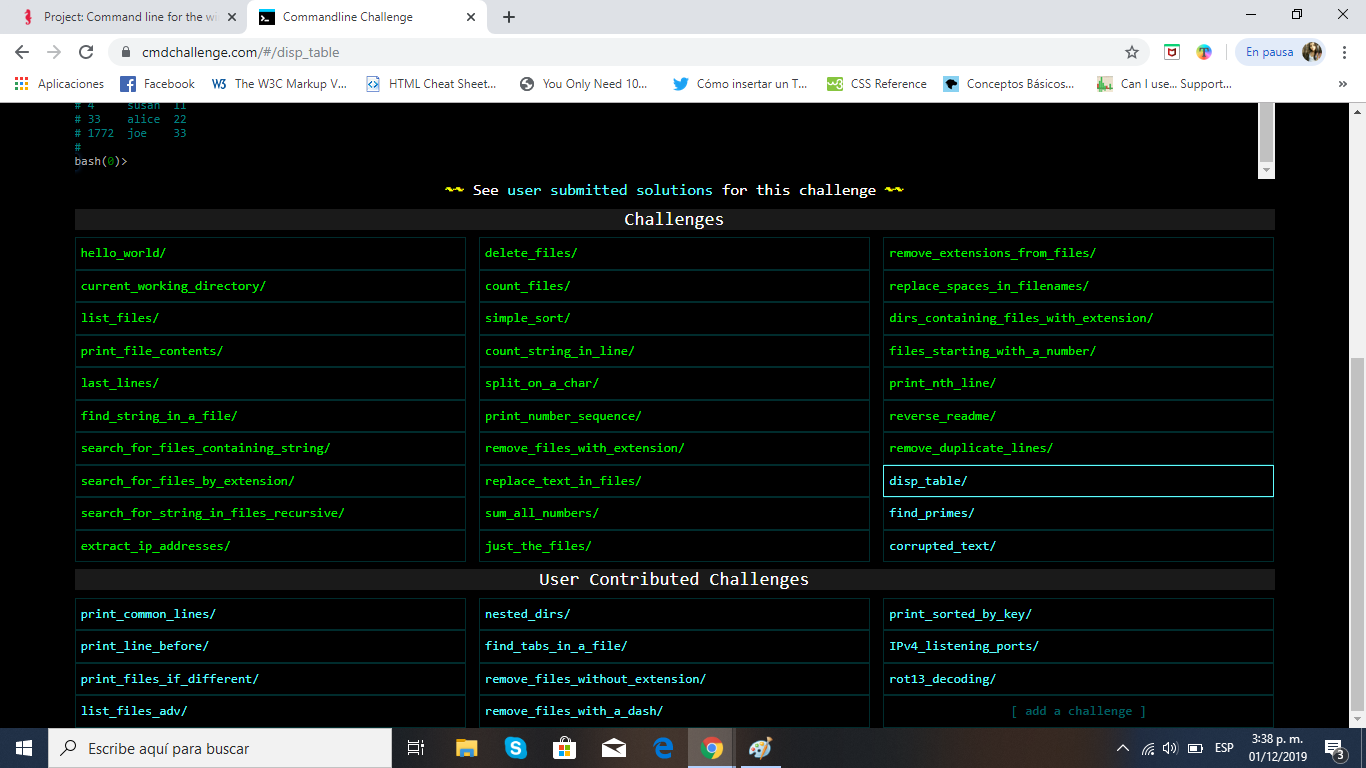 Project: Command line for the wi
Commandline Challenge
cmdchallenge.com/#/disp_table
En pausa
Aplicaciones
Facebook
The W3C Markup V...
HTML Cheat Sheet...
You Only Need 10...
Cómo insertar un T...
CSS Reference
Conceptos Básicos...
Can I use... Support...
»
# 4 susan 11
# 33 alice 22
# 1772 joe 33
#
bash(0)>
~~ See user submitted solutions for this challenge ~~
Challenges
hello_world/ delete_files/ remove_extensions_from_files/
current_working_directory/ count_files/ replace_spaces_in_filenames/
list_files/ simple_sort/ dirs_containing_files_with_extension/
print_file_contents/ count_string_in_line/ files_starting_with_a_number/
last_lines/ split_on_a_char/ print_nth_line/
find_string_in_a_file/ print_number_sequence/ reverse_readme/
search_for_files_containing_string/ remove_files_with_extension/ remove_duplicate_lines/
search_for_files_by_extension/ replace_text_in_files/ disp_table/
search_for_string_in_files_recursive/ sum_all_numbers/ find_primes/
extract_ip_addresses/ just_the_files/ corrupted_text/
User Contributed Challenges
print_common_lines/ nested_dirs/ print_sorted_by_key/
print_line_before/ find_tabs_in_a_file/ IPv4_listening_ports/
print_files_if_different/ remove_files_without_extension/ rot13_decoding/
list_files_adv/ remove_files_with_a_dash/ [ add a challenge ]
Escribe aquí para buscar
ESP
3:38 p. m.
01/12/2019
3